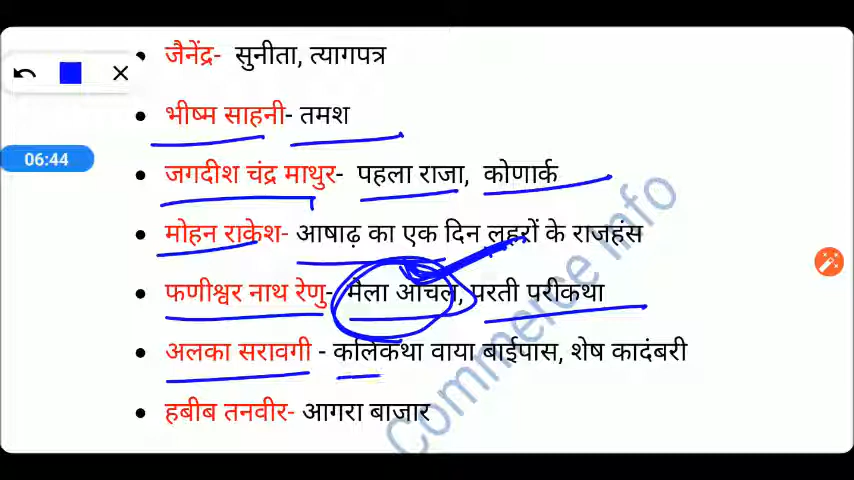 जैनेंद्र- सुनीता, त्यागपत्र
भीष्म साहनी- तमश
06:44
जगदीश चंद्र माथुर- पहला राजा, कोणार्क
मोहन राकेश- आषाढ़ का एक दिन लहरों के राजहंस
फणीश्वर नाथ रेणु- मैला आंचल, परती परीकथा
अलका सरावगी - कलिकथा वाया बाईपास, शेष कादंबरी
हबीब तनवीर- आगरा बाजार
Commerce Info